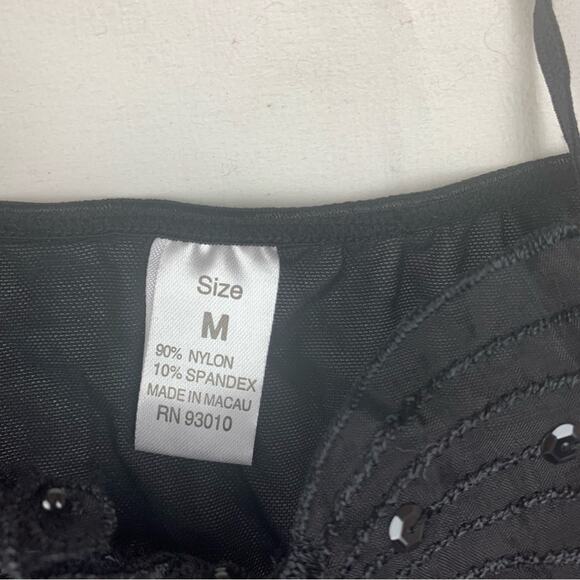 Size
M
90% NYLON
10% SPANDEX
MADE IN MACAU
RN 93010